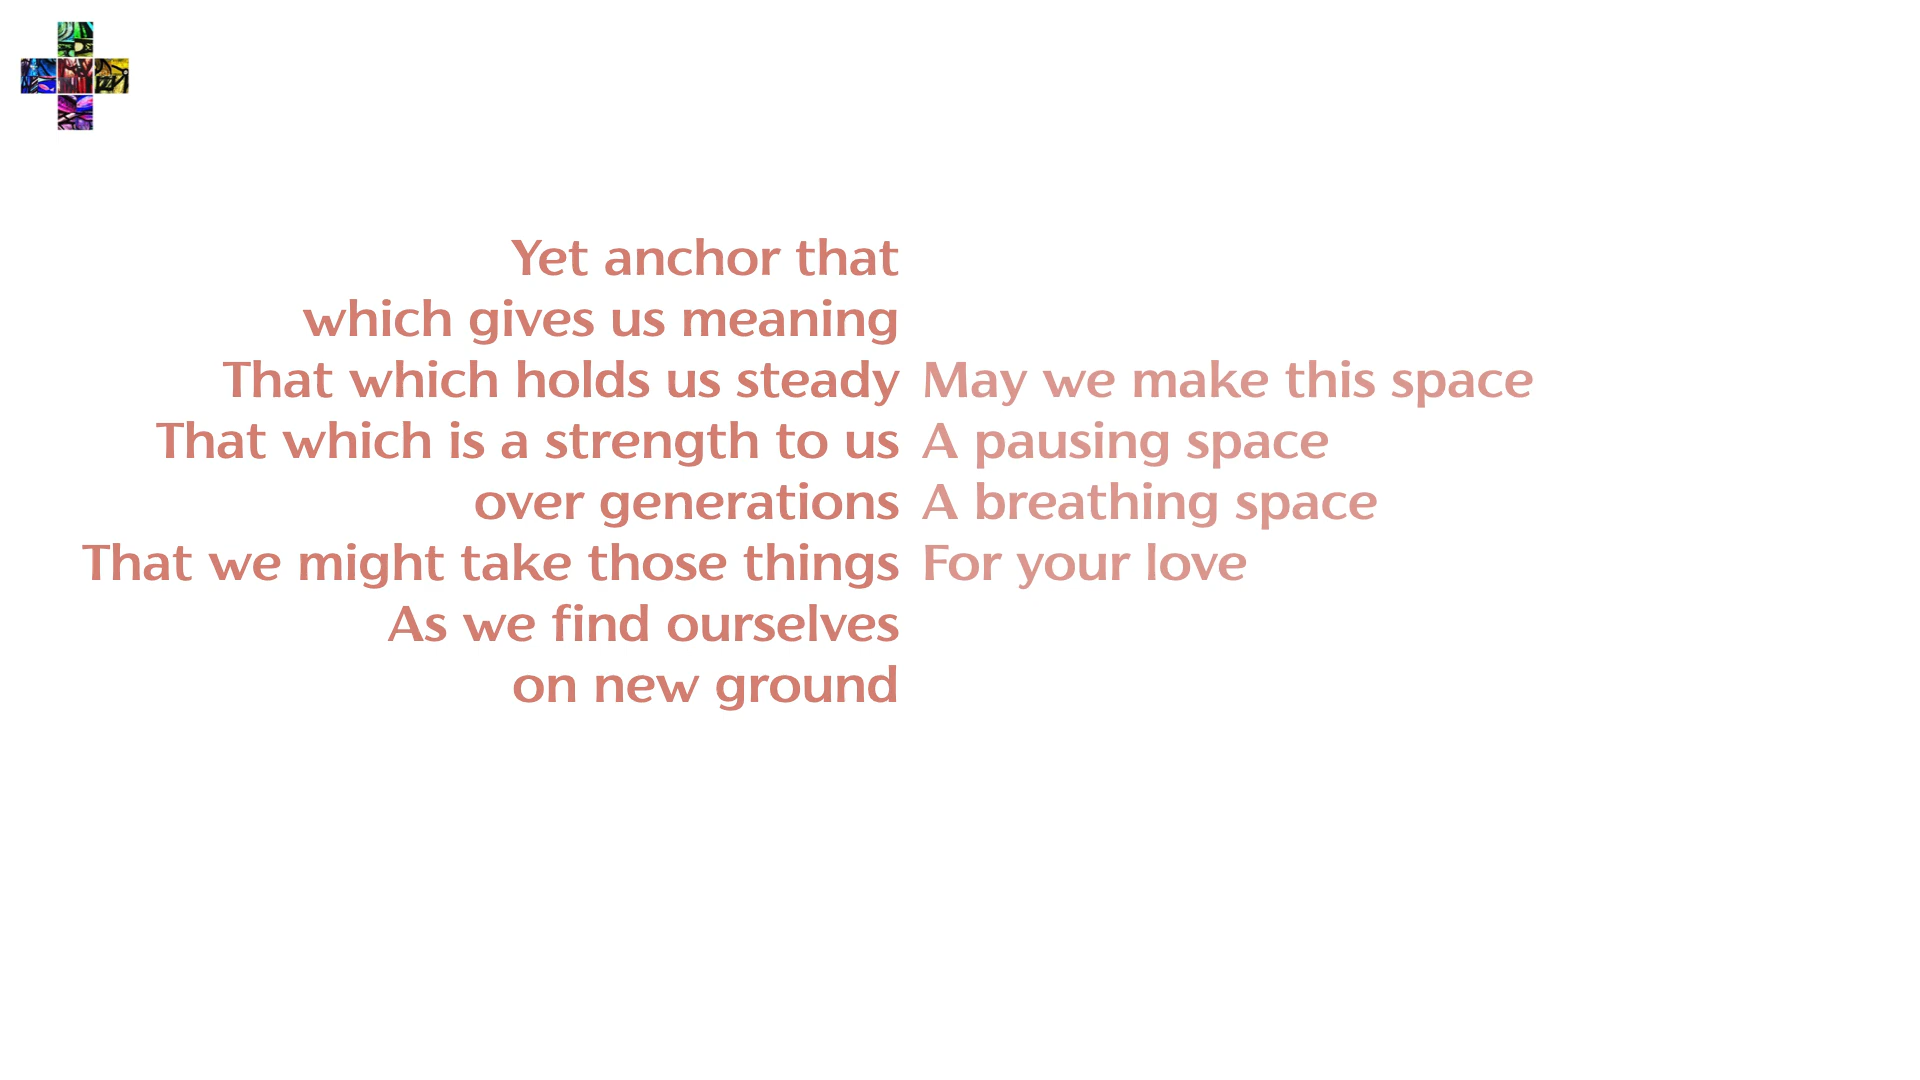 Yet anchor that
which gives us meaning
That which holds us steady
That which is a strength to us
over generations
That we might take those things
As we find ourselves
on new ground
May we make this space
A pausing space
A breathing space
For your love